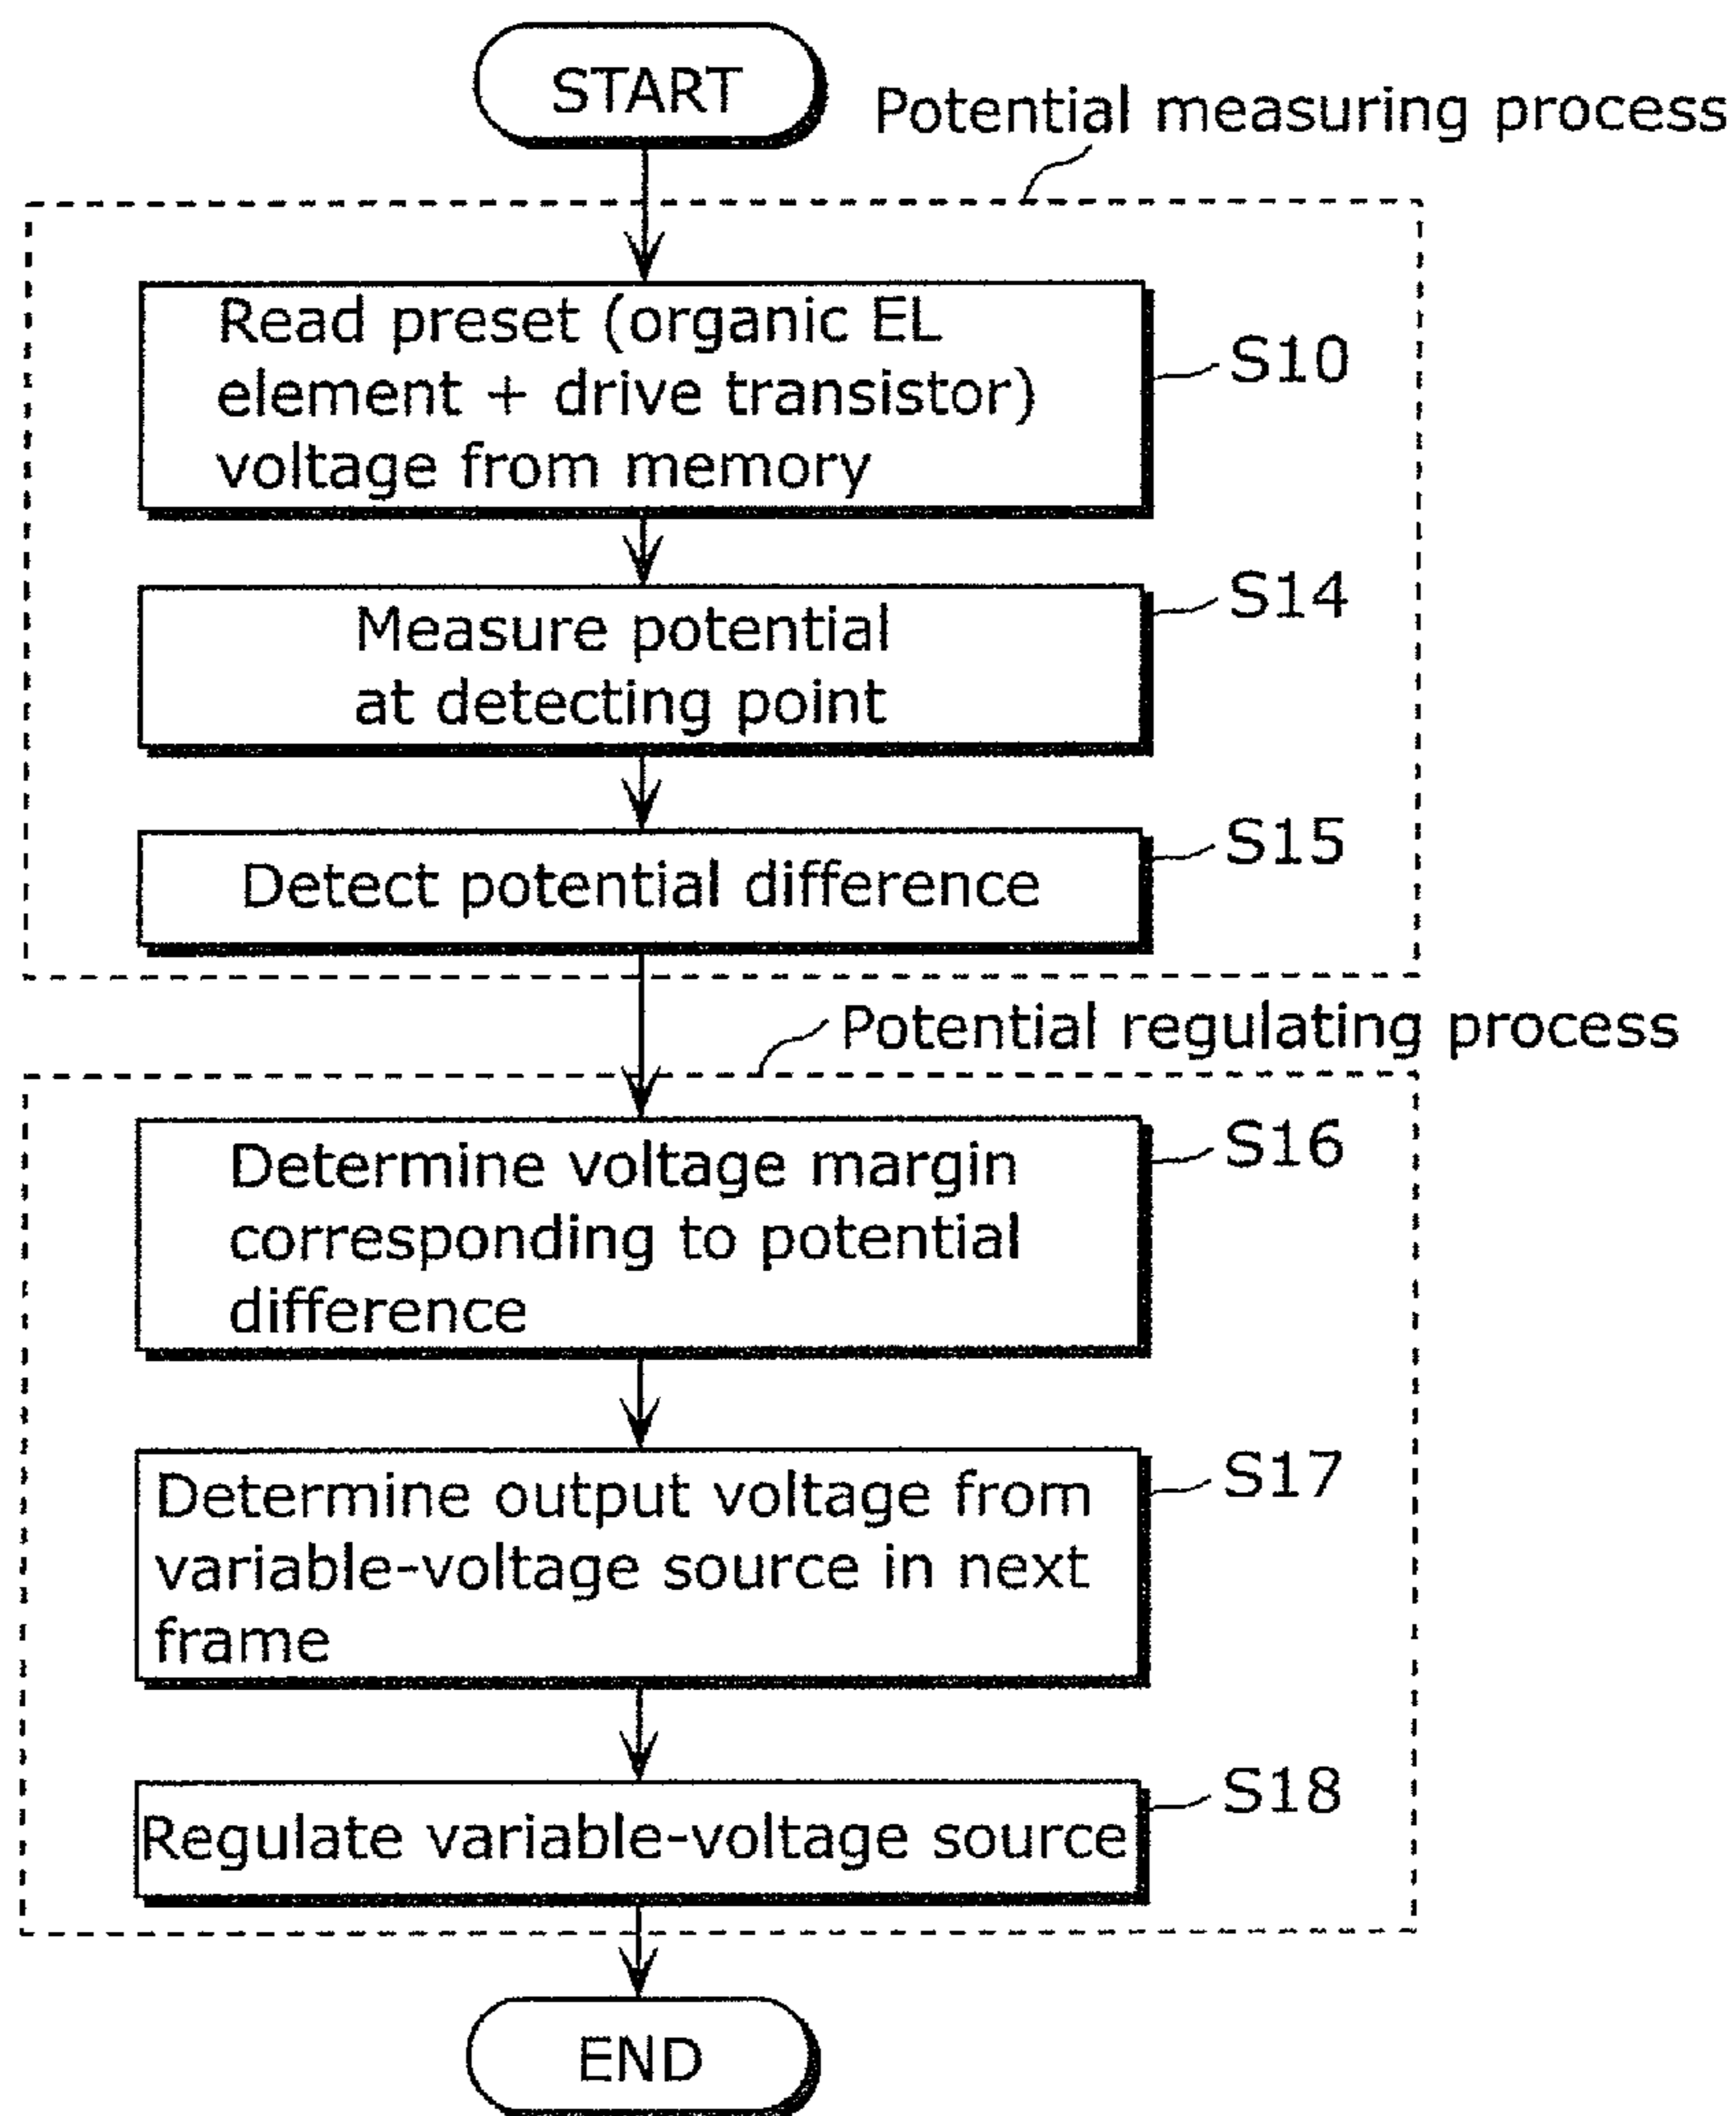 START
Potential measuring process
Read preset (organic EL
element + drive transistor)
voltage from memory
S10
Measure potential
at detecting point
S14
Detect potential difference
S15
Potential regulating process
Determine voltage margin
corresponding to potential
difference
S16
Determine output voltage from
variable-voltage source in next
frame
S17
Regulate variable-voltage source
S18
END